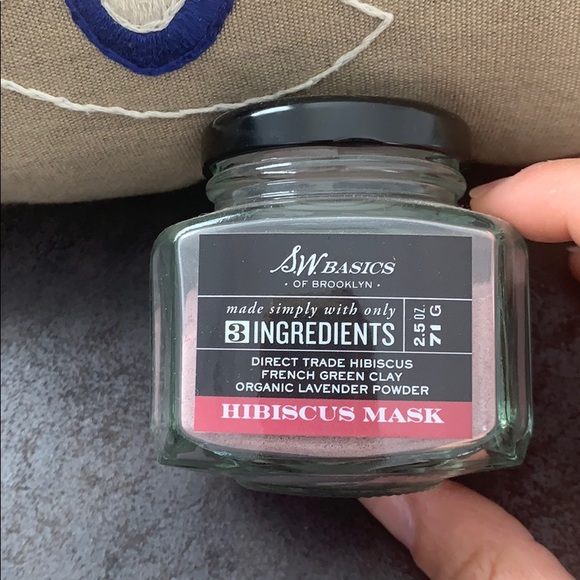 SW BASICS
· OF BROOKLYN ·
made simply with only
3 INGREDIENTS
2.5 OZ.
71 G
DIRECT TRADE HIBISCUS
FRENCH GREEN CLAY
ORGANIC LAVENDER POWDER
HIBISCUS MASK